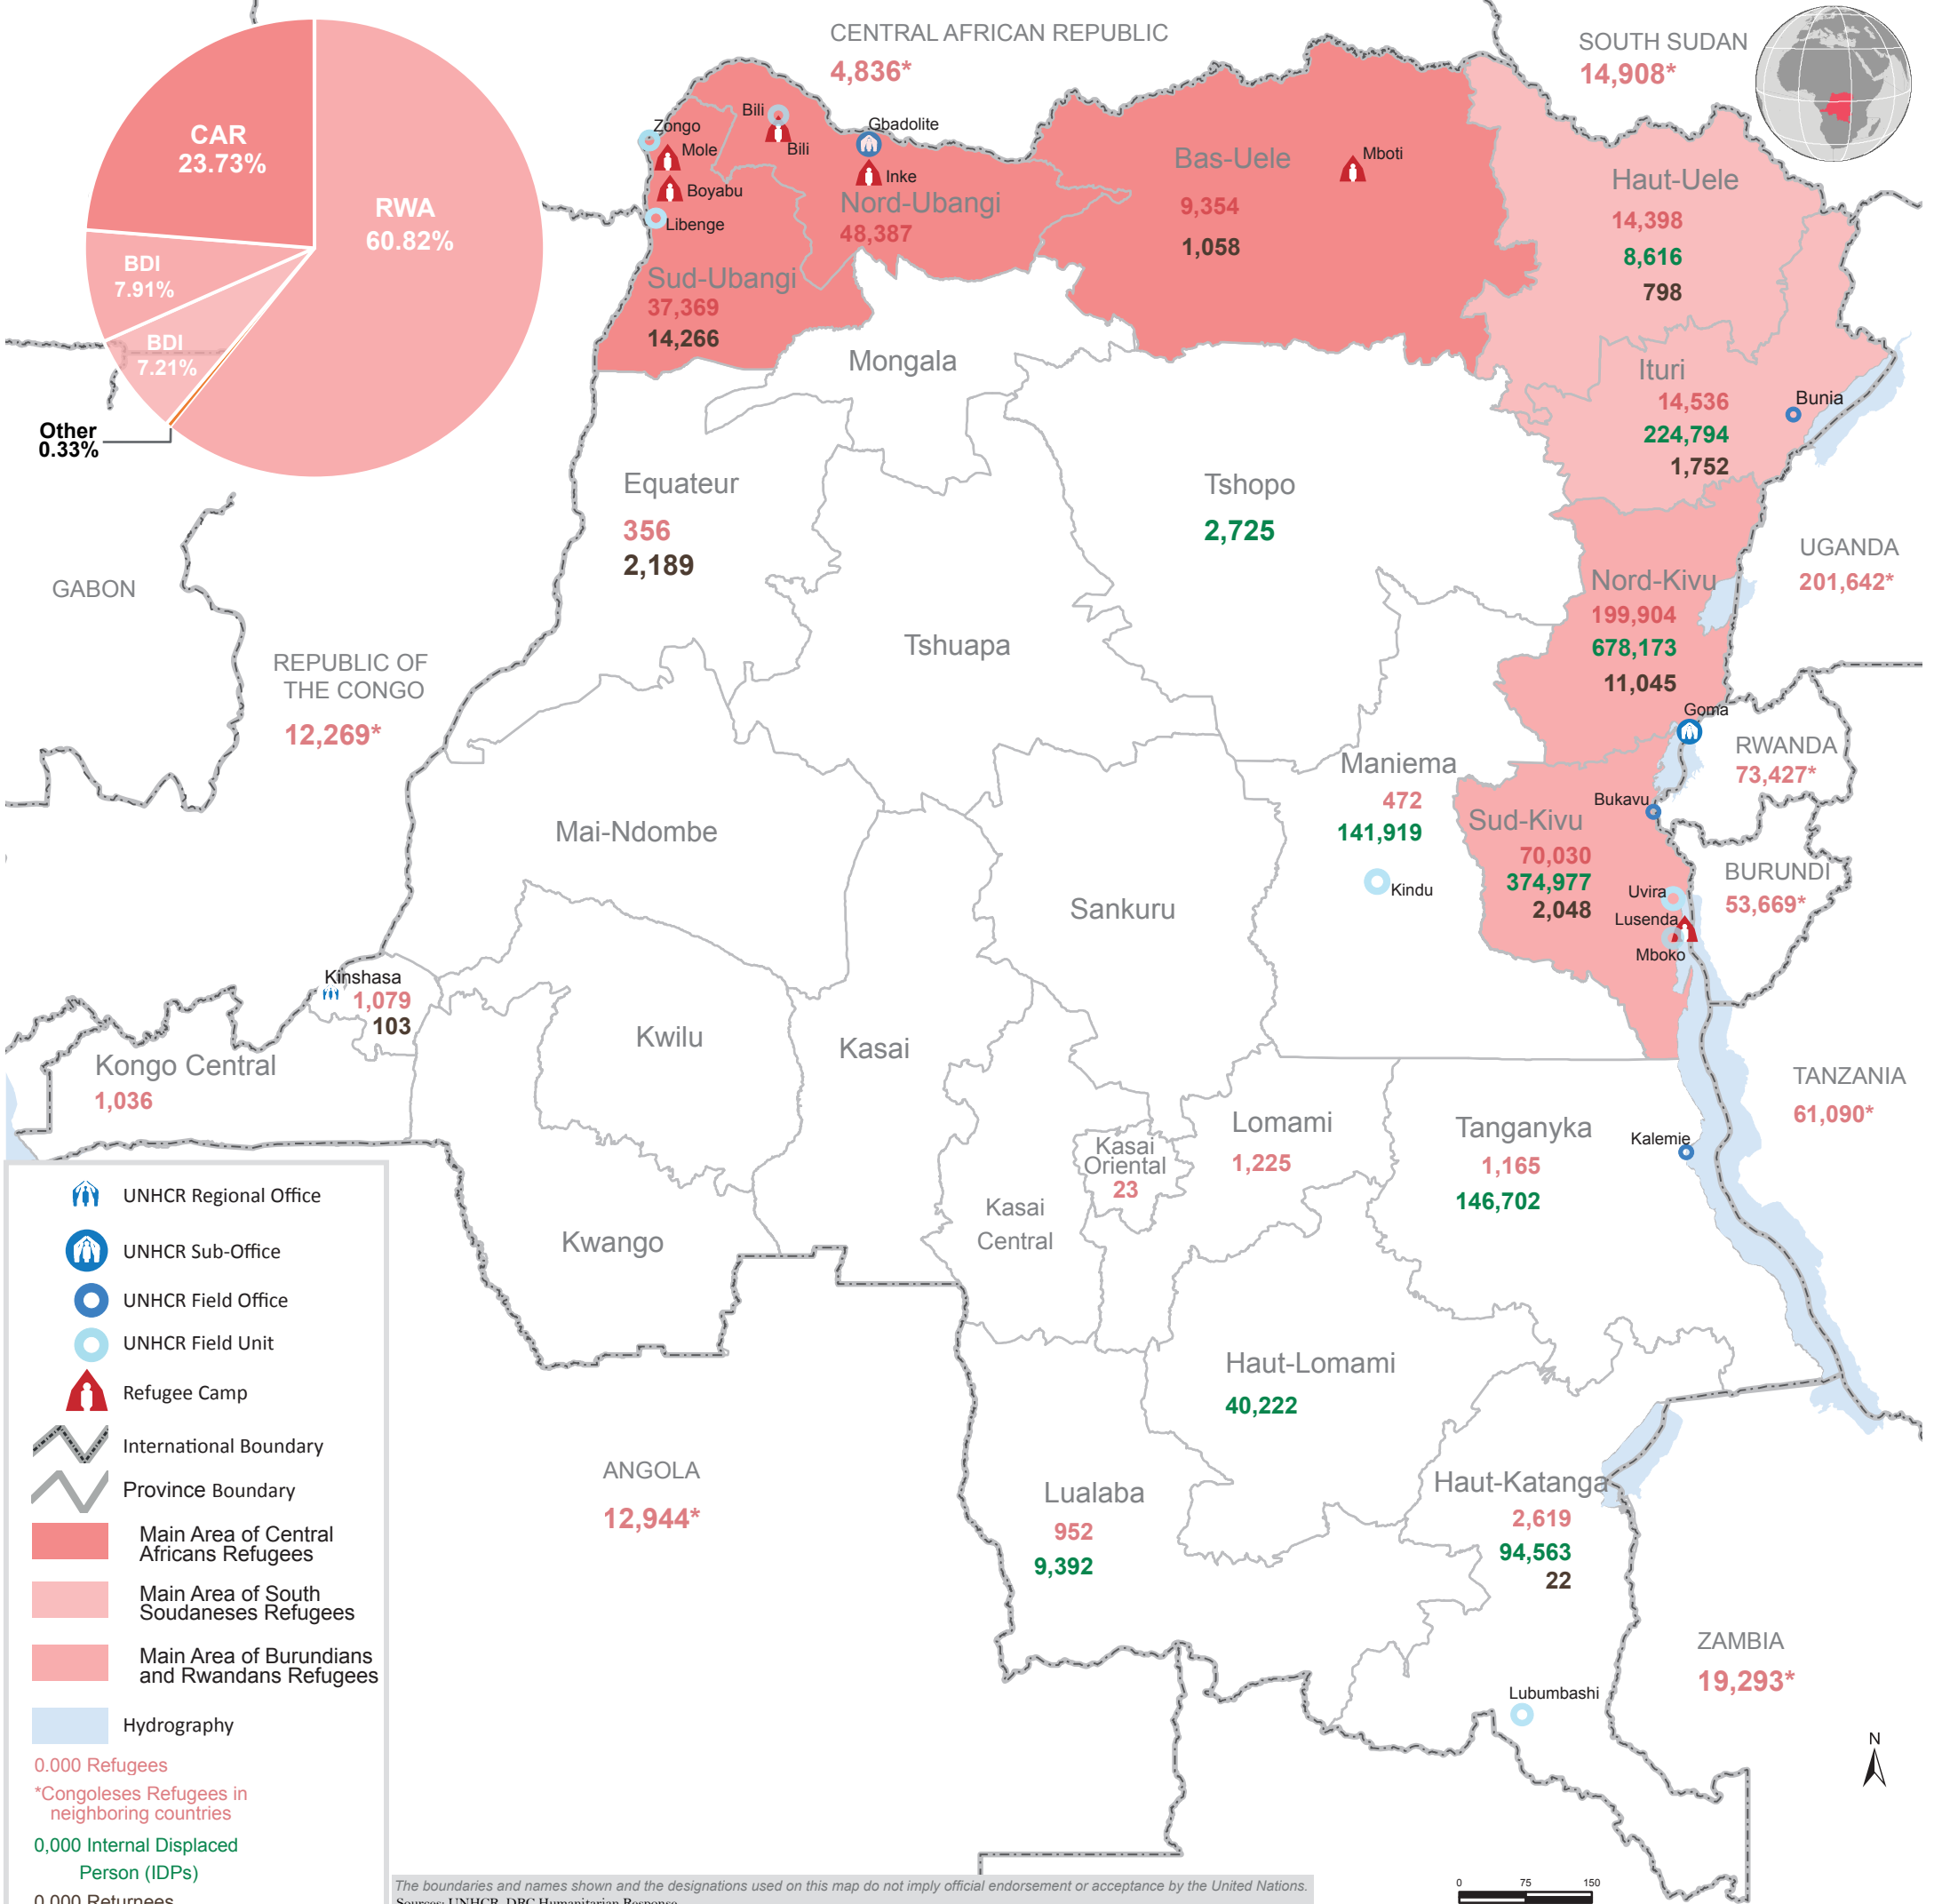 CENTRAL AFRICAN REPUBLIC
4,836*
SOUTH SUDAN
14,908*
CAR
23.73%
RWA
60.82%
BDI
7.91%
BDI
7.21%
Other
0.33%
Zongo
Mole
Boyabu
Libenge
Bili
Bili
Gbadolite
Inke
Nord-Ubangi
48,387
Sud-Ubangi
37,369
14,266
Bas-Uele
9,354
1,058
Mboti
Haut-Uele
14,398
8,616
798
Ituri
14,536
224,794
1,752
Bunia
Mongala
Equateur
356
2,189
Tshopo
2,725
GABON
REPUBLIC OF
THE CONGO
12,269*
Tshuapa
Nord-Kivu
199,904
678,173
11,045
UGANDA
201,642*
Goma
RWANDA
73,427*
Maniema
472
141,919
Kindu
Bukavu
Sud-Kivu
70,030
374,977
2,048
Uvira
Lusenda
Mboko
BURUNDI
53,669*
Mai-Ndombe
Sankuru
Kinshasa
1,079
103
Kongo Central
1,036
Kwilu
Kasai
TANZANIA
61,090*
Lomami
1,225
Kasai
Oriental
23
Kasai
Central
Tanganyka
1,165
146,702
Kalemie
Kwango
Haut-Lomami
40,222
ANGOLA
12,944*
Lualaba
952
9,392
Haut-Katanga
2,619
94,563
22
ZAMBIA
19,293*
Lubumbashi
N
UNHCR Regional Office
UNHCR Sub-Office
UNHCR Field Office
UNHCR Field Unit
Refugee Camp
International Boundary
Province Boundary
Main Area of Central
Africans Refugees
Main Area of South
Soudaneses Refugees
Main Area of Burundians
and Rwandans Refugees
Hydrography
0.000 Refugees
*Congoleses Refugees in
neighboring countries
0,000 Internal Displaced
Person (IDPs)
0.000 Returnees
The boundaries and names shown and the designations used on this map do not imply official endorsement or acceptance by the United Nations.
Sources: UNHCR, DRC Humanitarian Response
0 75 150